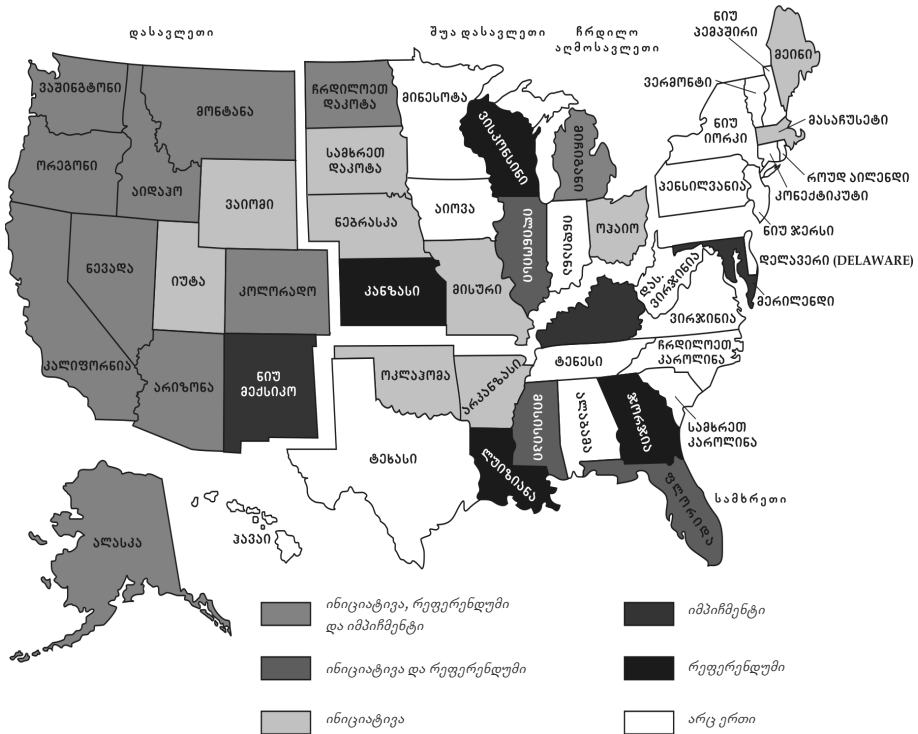 დასავლეთი
შუა დასავლეთი
ჩრდილო
აღმოსავლეთი
ნიუ
ჰემპშირი
მეინი
ვერმონტი
ვაშინგტონი
მონტანა
ჩრდილოეთ
დაკოტა
მინესოტა
ვისკონსინი
მიჩიგანი
ნიუ
იორკი
მასაჩუსეტი
ორეგონი
აიდაჰო
ვაიომი
სამხრეთ
დაკოტა
პენსილვანია
როუდ აილენდი
კონექტიკუტი
ნებრასკა
აიოვა
ილინოისი
ინდიანა
ოჰაიო
ნიუ ჯერსი
ნევადა
იუტა
კოლორადო
კანზასი
მისური
დას.
ვირჯინია
დელავერი (DELAWARE)
მერილენდი
ვირჯინია
კალიფორნია
არიზონა
ნიუ
მექსიკო
ოკლაჰომა
არკანზასი
ტენესი
ჩრდილოეთ
კაროლინა
ტეხასი
ლუიზიანა
მისისიპი
ალაბამა
ჯორჯია
სამხრეთ
კაროლინა
ფლორიდა
სამხრეთი
ალასკა
ჰავაი
ინიციატივა, რეფერენდუმი
და იმპიჩმენტი
იმპიჩმენტი
ინიციატივა და რეფერენდუმი
რეფერენდუმი
ინიციატივა
არც ერთი